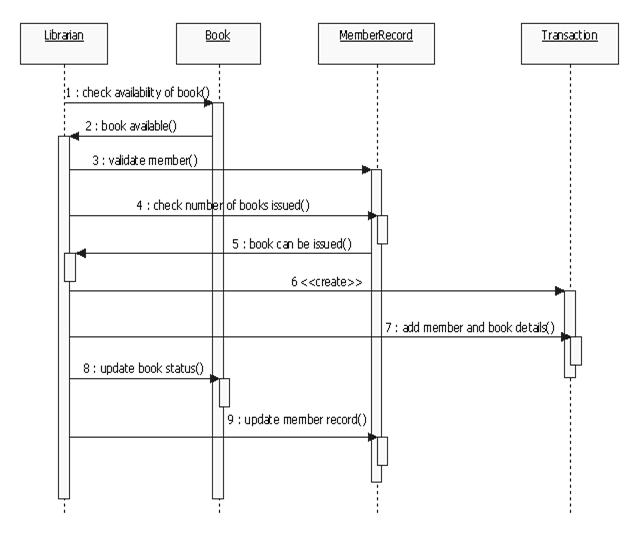 Librarian
Book
MemberRecord
Transaction
1 : check availability of book()
2 : book available()
3 : validate member()
4 : check number of books issued()
5 : book can be issued()
6 <<create>>
7 : add member and book details()
8 : update book status()
9 : update member record()